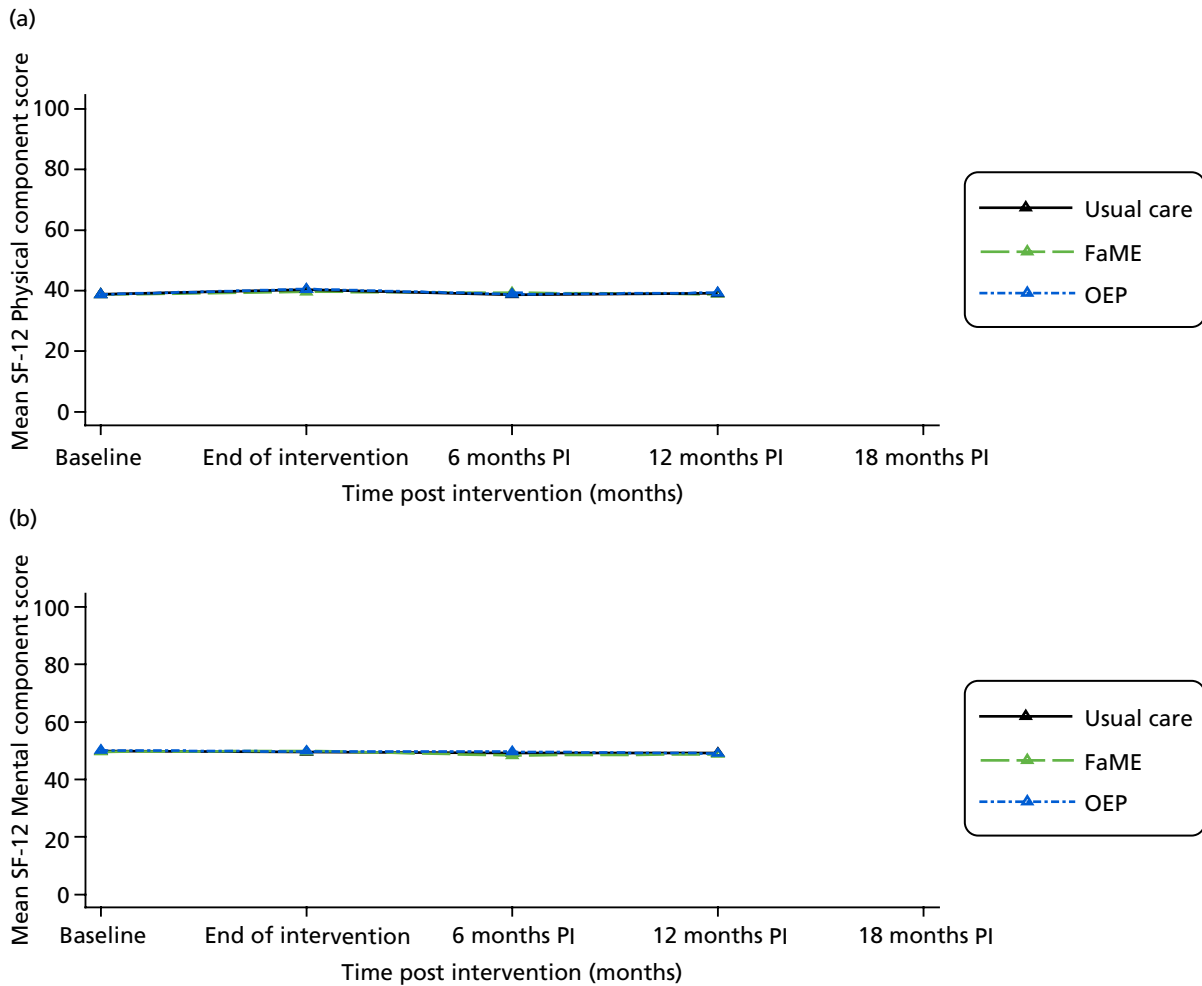 (a)
Mean SF-12 Physical component score
100
80
60
40
20
0
Baseline End of intervention 6 months PI 12 months PI 18 months PI
Time post intervention (months)
Usual care
FaME
OEP
(b)
Mean SF-12 Mental component score
100
80
60
40
20
0
Baseline End of intervention 6 months PI 12 months PI 18 months PI
Time post intervention (months)
Usual care
FaME
OEP